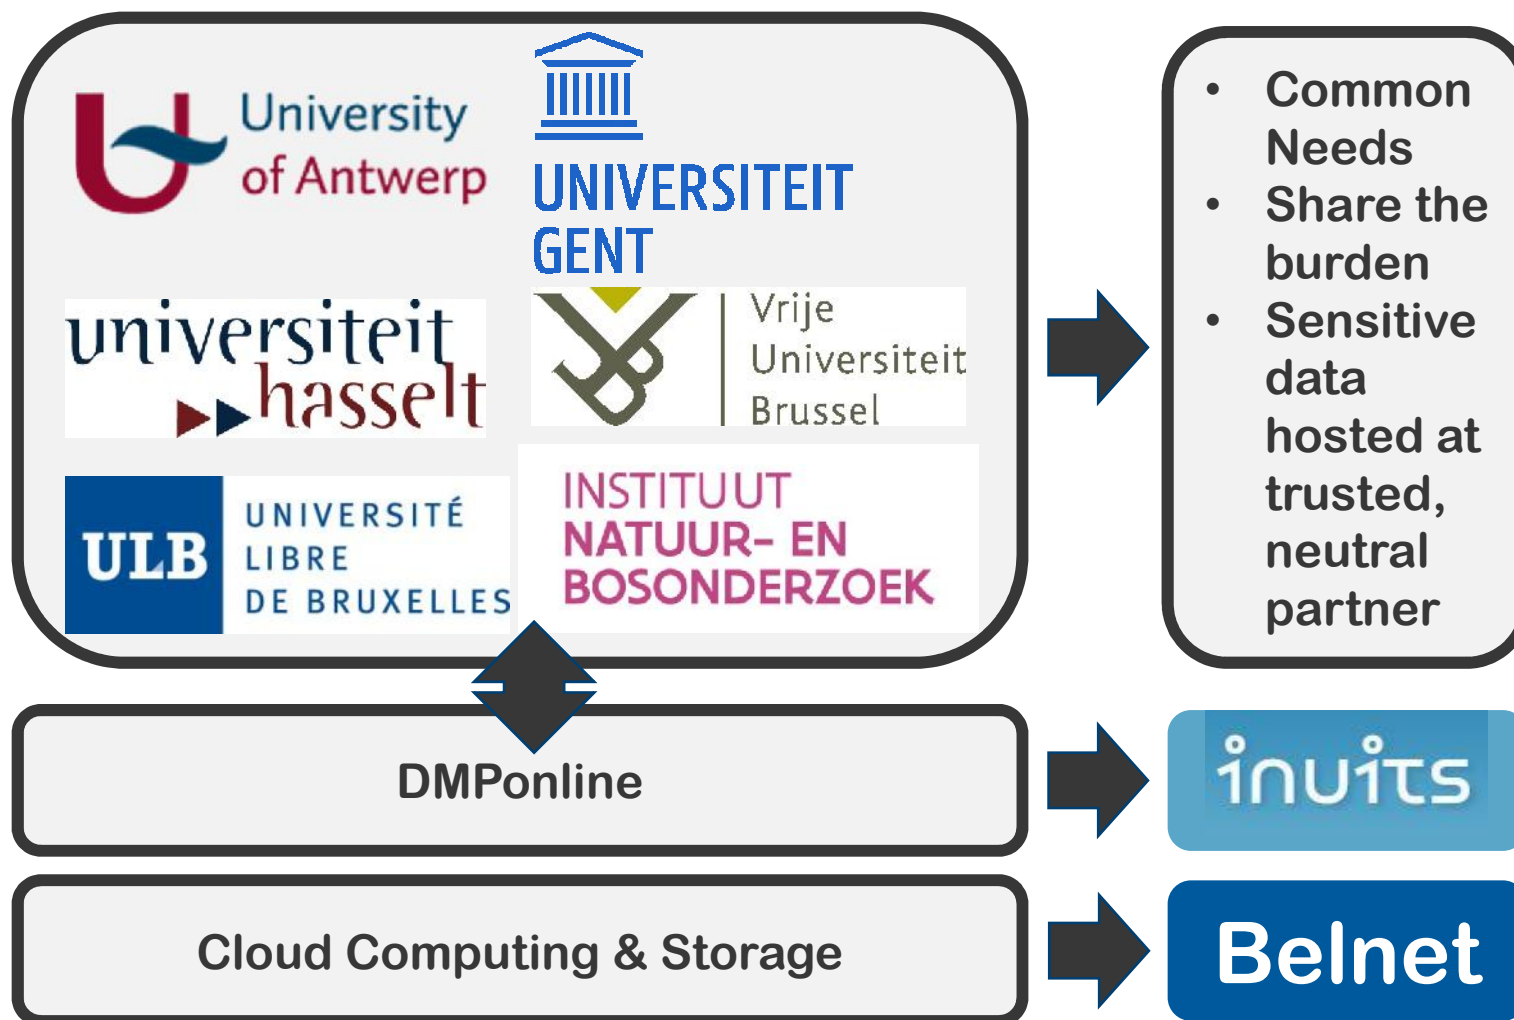 University
of Antwerp
UNIVERSITEIT
GENT
universiteit
hasselt
Vrije
Universiteit
Brussel
ULB
UNIVERSITÉ
LIBRE
DE BRUXELLES
INSTITUUT
NATUUR- EN
BOSONDERZOEK
• Common
Needs
• Share the
burden
• Sensitive
data
hosted at
trusted,
neutral
partner
DMPonline
inuits
Cloud Computing & Storage
Belnet